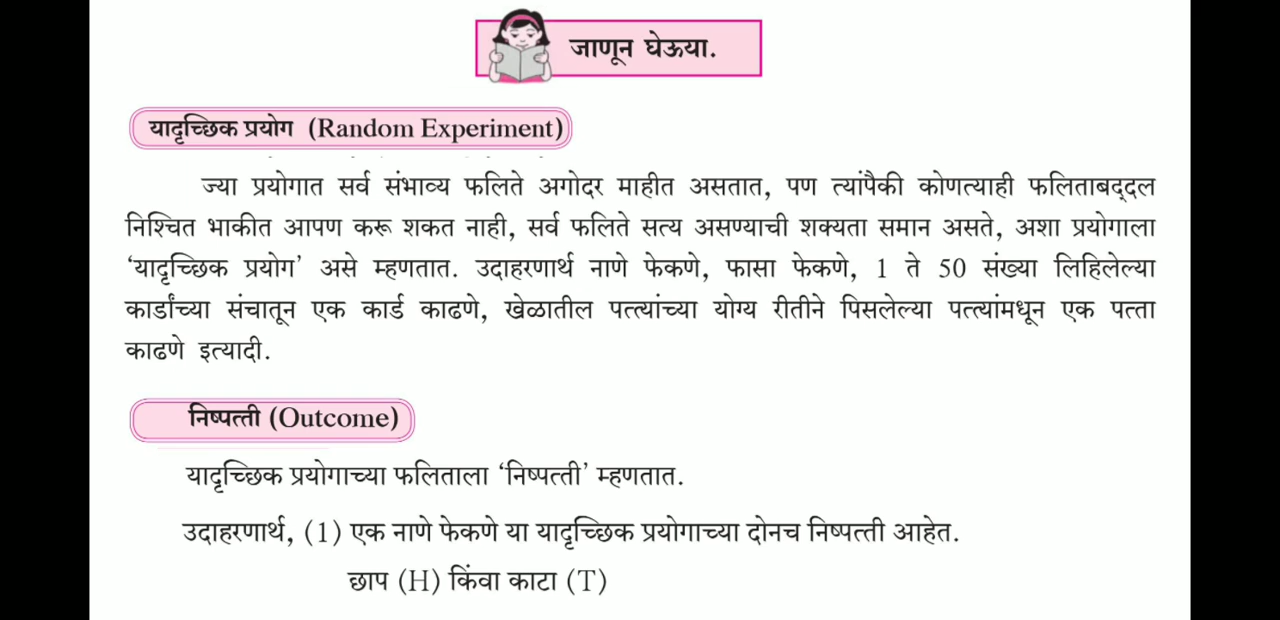 जाणून घेऊया.
यादृच्छिक प्रयोग (Random Experiment)
ज्या प्रयोगात सर्व संभाव्य फलिते अगोदर माहीत असतात, पण त्यांपैकी कोणत्याही फलिताबद्दल
निश्चित भाकीत आपण करू शकत नाही, सर्व फलिते सत्य असण्याची शक्यता समान असते, अशा प्रयोगाला
‘यादृच्छिक प्रयोग’ असे म्हणतात. उदाहरणार्थ नाणे फेकणे, फासा फेकणे, 1 ते 50 संख्या लिहिलेल्या
कार्डांच्या संचातून एक कार्ड काढणे, खेळातील पत्त्यांच्या योग्य रीतीने पिसलेल्या पत्त्यांमधून एक पत्ता
काढणे इत्यादी.
निष्पत्ती (Outcome)
यादृच्छिक प्रयोगाच्या फलिताला ‘निष्पत्ती’ म्हणतात.
उदाहरणार्थ, (1) एक नाणे फेकणे या यादृच्छिक प्रयोगाच्या दोनच निष्पत्ती आहेत.
छाप (H) किंवा काटा (T)